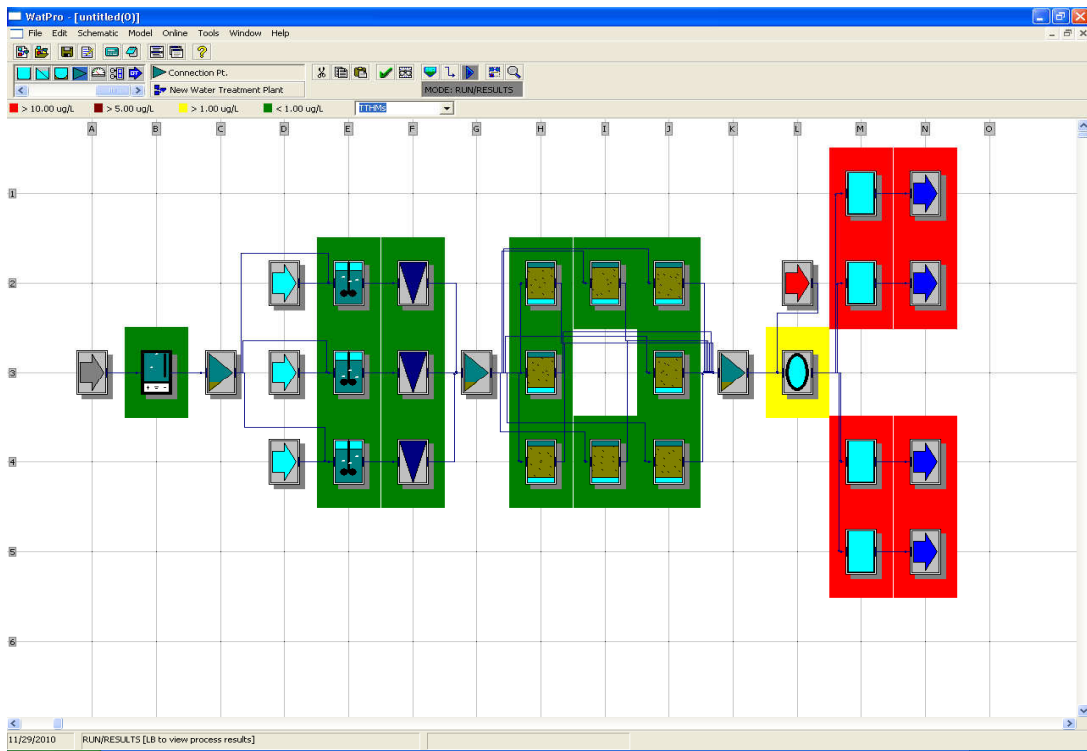 WatPro - [untitled(O)]
File Edit Schematic Model Online Tools Window Help
Connection Pt.
New Water Treatment Plant
MODE: RUN/RESULTS
> 10.00 ug/L > 5.00 ug/L > 1.00 ug/L < 1.00 ug/L TTHMs
A B C D E F G H I J K L M N O
1
2
3
4
5
6
11/29/2010 RUN/RESULTS [LB to view process results]